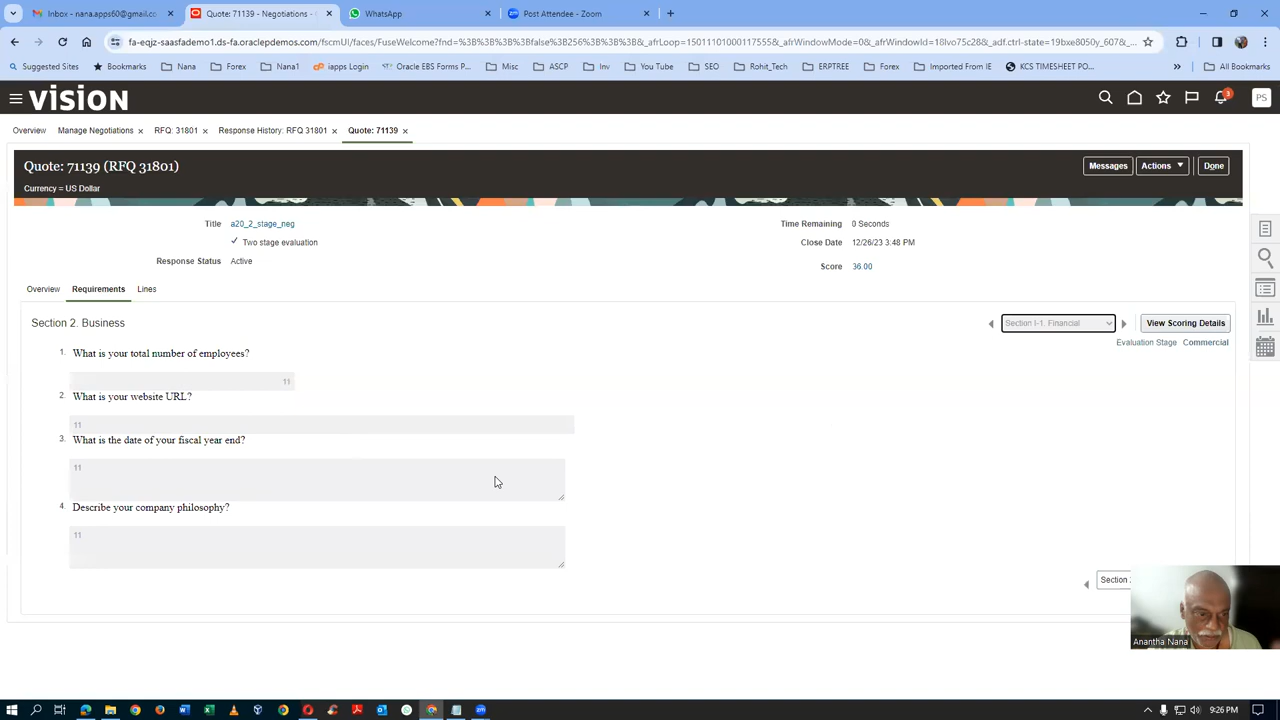 Inbox - nana.apps60@gmail.co
Quote: 71139 - Negotiations -
WhatsApp
Post Attendee - Zoom
fa-eqjz-saasfademo1.ds-fa.oraclepdemos.com/fscmUI/faces/FuseWelcome?fnd=%3B%3B%3B%3Bfalse%3B256%3B%3B%3B&_afrLoop=15011101000117555&_afrWindowMode=0&_afrWindowId=18lvo75c28&_adf.ctrl-state=19bxe8050y_607&_...
Suggested Sites
Bookmarks
Nana
Forex
Nana1
iapps Login
Oracle EBS Forms P...
Misc
ASCP
Inv
You Tube
SEO
Rohit_Tech
ERPTREE
Forex
Imported From IE
KCS TIMESHEET PO...
»
All Bookmarks
VISION
3
PS
Overview
Manage Negotiations ×
RFQ: 31801 ×
Response History: RFQ 31801 ×
Quote: 71139 ×
Quote: 71139 (RFQ 31801)
Messages
Actions
Done
Currency = US Dollar
Title a20_2_stage_neg
Time Remaining 0 Seconds
Two stage evaluation
Close Date 12/26/23 3:48 PM
Response Status Active
Score 36.00
Overview
Requirements
Lines
Section 2. Business
Section I-1. Financial
View Scoring Details
Evaluation Stage Commercial
1. What is your total number of employees?
11
2. What is your website URL?
11
3. What is the date of your fiscal year end?
11
4. Describe your company philosophy?
11
Section
Anantha Nana
9:26 PM